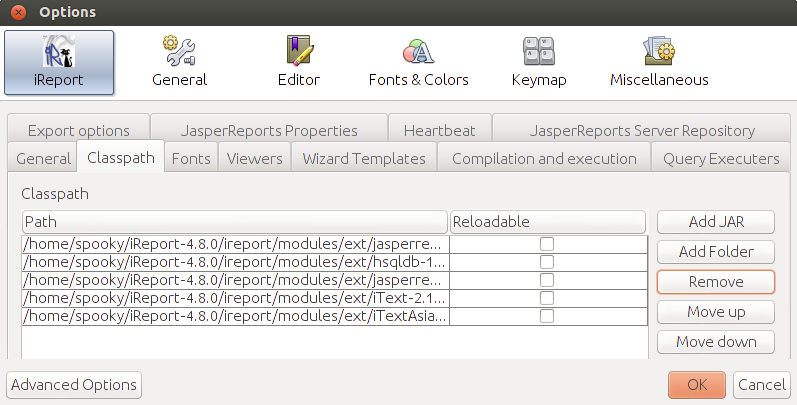 Options
iReport General Editor Fonts & Colors Keymap Miscellaneous
Export options JasperReports Properties Heartbeat JasperReports Server Repository
General Classpath Fonts Viewers Wizard Templates Compilation and execution Query Executers
Classpath
Path Reloadable Add JAR
/home/spooky/iReport-4.8.0/ireport/modules/ext/jasperre...
Add Folder
/home/spooky/iReport-4.8.0/ireport/modules/ext/hsqldb-1...
/home/spooky/iReport-4.8.0/ireport/modules/ext/jasperre...
Remove
/home/spooky/iReport-4.8.0/ireport/modules/ext/iText-2.1...
/home/spooky/iReport-4.8.0/ireport/modules/ext/iTextAsia...
Move up
Move down
Advanced Options OK Cancel